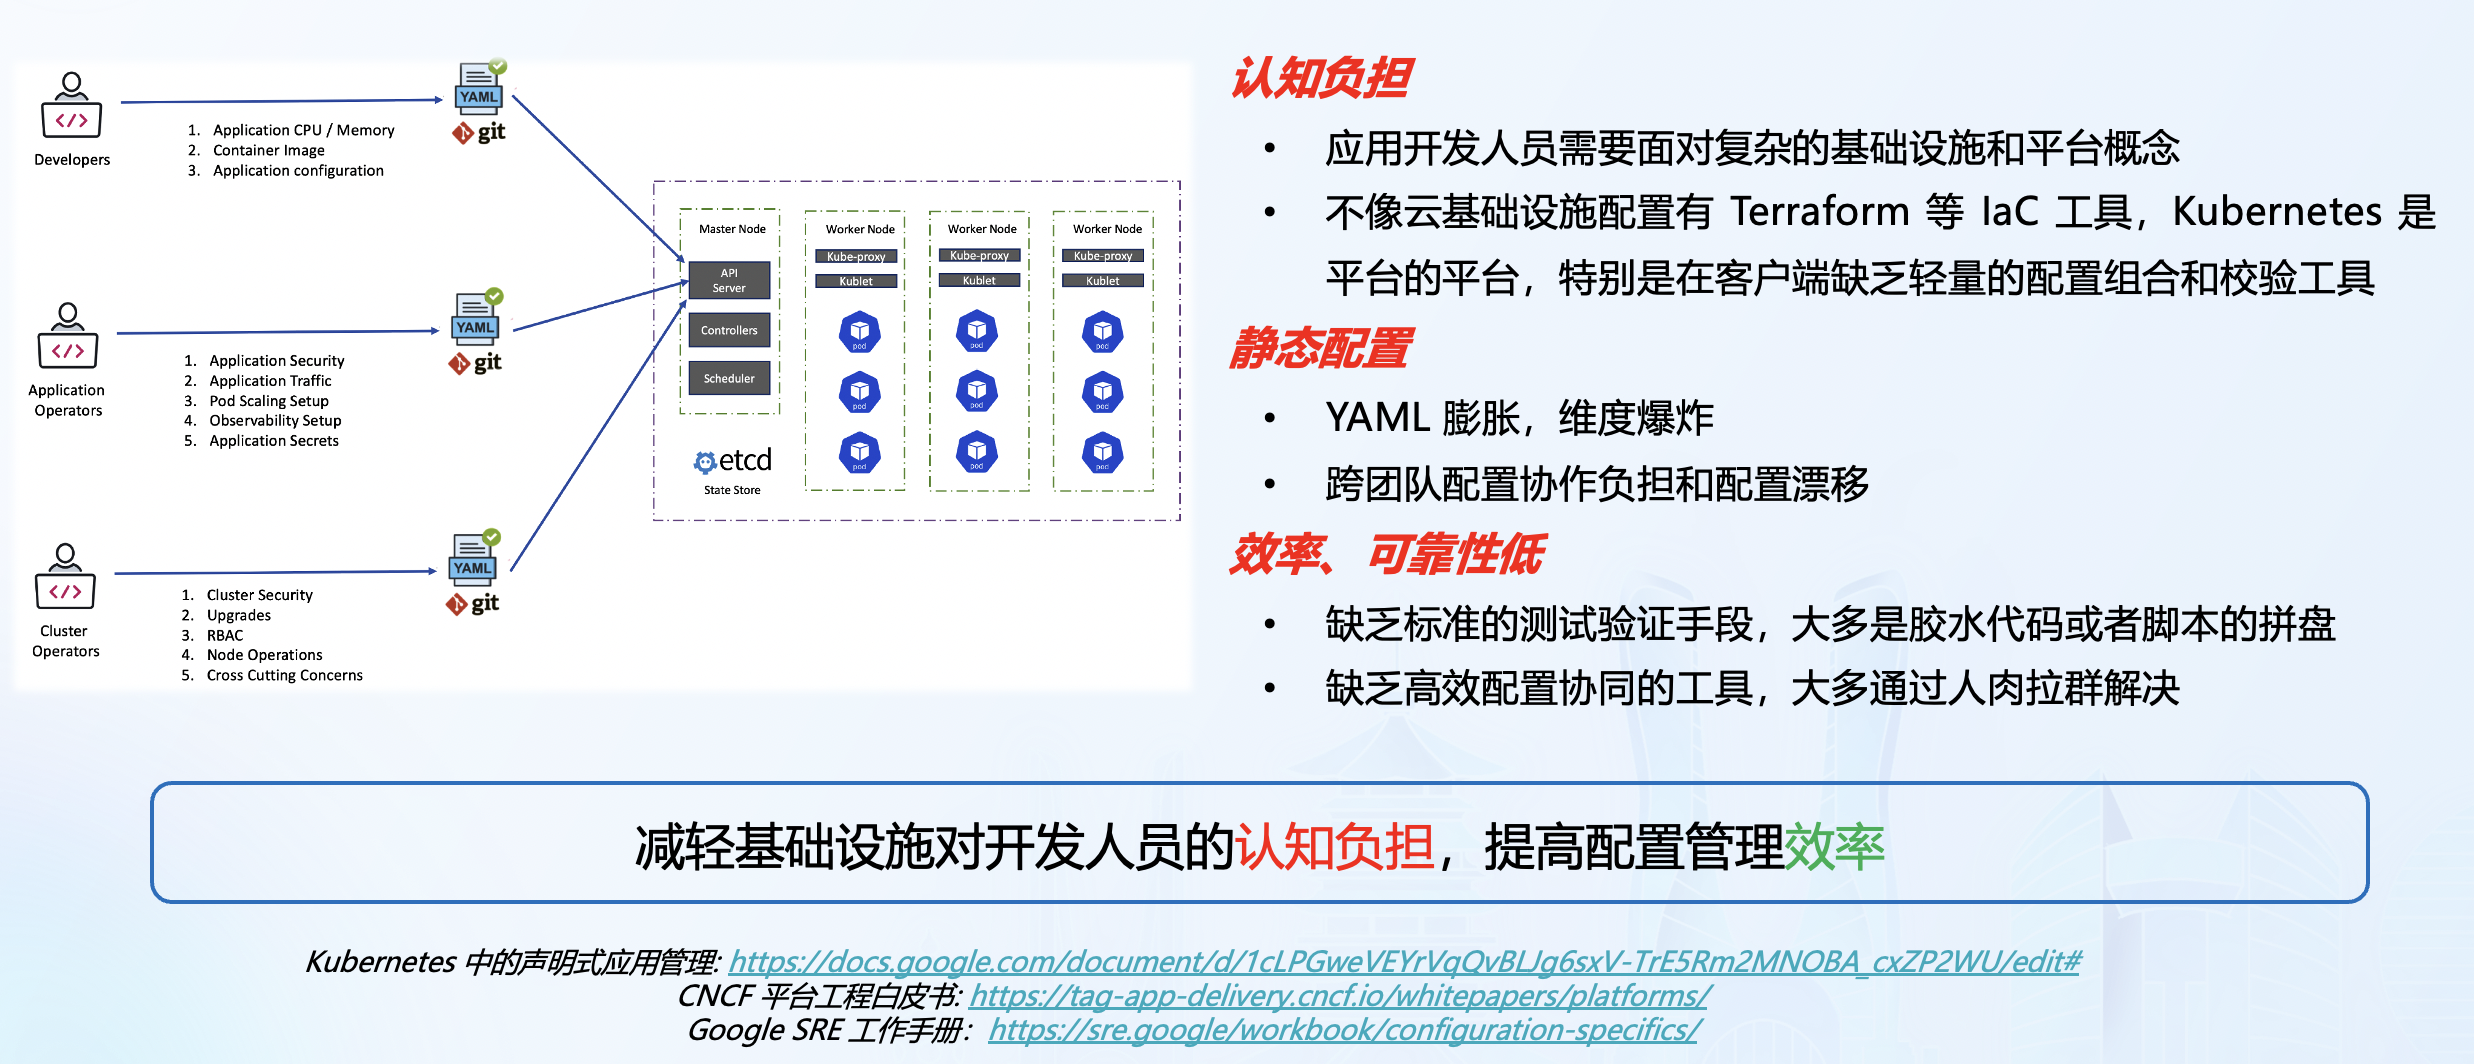 Developers
1. Application CPU / Memory
2. Container Image
3. Application configuration
YAML
git
Application
Operators
1. Application Security
2. Application Traffic
3. Pod Scaling Setup
4. Observability Setup
5. Application Secrets
YAML
git
Cluster
Operators
1. Cluster Security
2. Upgrades
3. RBAC
4. Node Operations
5. Cross Cutting Concerns
YAML
git
Master Node
API
Server
Controllers
Scheduler
etcd
State Store
Worker Node
Kube-proxy
Kublet
pod
pod
pod
Worker Node
Kube-proxy
Kublet
pod
pod
pod
Worker Node
Kube-proxy
Kublet
pod
pod
pod
认知负担
• 应用开发人员需要面对复杂的基础设施和平台概念
• 不像云基础设施配置有 Terraform 等 IaC 工具，Kubernetes 是
平台的平台，特别是在客户端缺乏轻量的配置组合和校验工具
静态配置
• YAML 膨胀，维度爆炸
• 跨团队配置协作负担和配置漂移
效率、可靠性低
• 缺乏标准的测试验证手段，大多是胶水代码或者脚本的拼盘
• 缺乏高效配置协同的工具，大多通过人肉拉群解决
减轻基础设施对开发人员的认知负担，提高配置管理效率
Kubernetes 中的声明式应用管理: https://docs.google.com/document/d/1cLPGweVEYrVqQvBLJg6sxV-TrE5Rm2MNOBA_cxZP2WU/edit#
CNCF 平台工程白皮书: https://tag-app-delivery.cncf.io/whitepapers/platforms/
Google SRE 工作手册： https://sre.google/workbook/configuration-specifics/